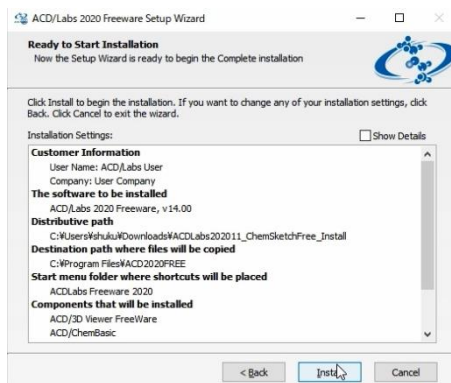 ACD/Labs 2020 Freeware Setup Wizard
Ready to Start Installation
Now the Setup Wizard is ready to begin the Complete installation
Click Install to begin the installation. If you want to change any of your installation settings, click
Back. Click Cancel to exit the wizard.
Installation Settings:
Show Details
Customer Information
User Name: ACD/Labs User
Company: User Company
The software to be installed
ACD/Labs 2020 Freeware, v14.00
Distributive path
C:¥Users¥shuku¥Downloads¥ACDLabs202011_ChemSketchFree_Install
Destination path where files will be copied
C:¥Program Files¥ACD2020FREE
Start menu folder where shortcuts will be placed
ACDLabs Freeware 2020
Components that will be installed
ACD/3D Viewer FreeWare
ACD/ChemBasic
< Back
Install
Cancel